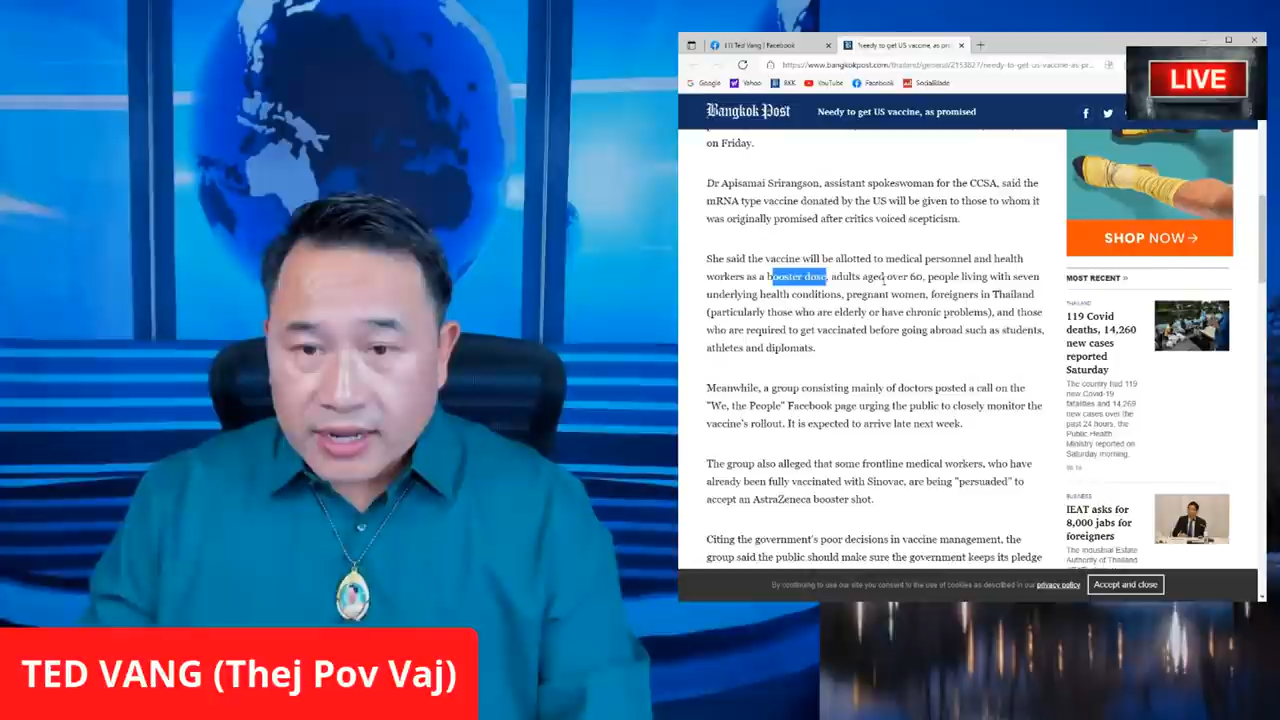 (1) Ted Vang | Facebook
Needy to get US vaccine, as pro
https://www.bangkokpost.com/thailand/general/2153827/needy-to-get-us-vaccine-as-pr...
Google Yahoo BKK YouTube Facebook SocialBlade
LIVE
Bangkok Post
Needy to get US vaccine, as promised
on Friday.
Dr Apisamai Srirangson, assistant spokeswoman for the CCSA, said the
mRNA type vaccine donated by the US will be given to those to whom it
was originally promised after critics voiced scepticism.
She said the vaccine will be allotted to medical personnel and health
workers as a booster dose, adults aged over 60, people living with seven
underlying health conditions, pregnant women, foreigners in Thailand
(particularly those who are elderly or have chronic problems), and those
who are required to get vaccinated before going abroad such as students,
athletes and diplomats.
Meanwhile, a group consisting mainly of doctors posted a call on the
"We, the People" Facebook page urging the public to closely monitor the
vaccine's rollout. It is expected to arrive late next week.
The group also alleged that some frontline medical workers, who have
already been fully vaccinated with Sinovac, are being "persuaded" to
accept an AstraZeneca booster shot.
Citing the government's poor decisions in vaccine management, the
group said the public should make sure the government keeps its pledge
SHOP NOW→
MOST RECENT »
THAILAND
119 Covid
deaths, 14,260
new cases
reported
Saturday
The country had 119
new Covid-19
fatalities and 14,260
new cases over the
past 24 hours, the
Public Health
Ministry reported on
Saturday morning.
BUSINESS
IEAT asks for
8,000 jabs for
foreigners
The Industrial Estate
Authority of Thailand
By continuing to use our site you consent to the use of cookies as described in our privacy policy
Accept and close
TED VANG (Thej Pov Vaj)